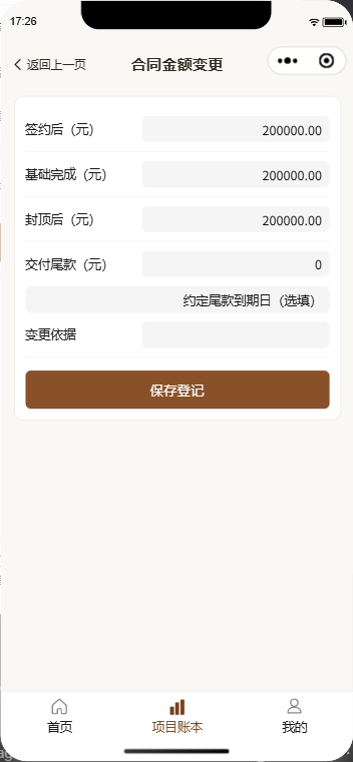 17:26
返回上一页 合同金额变更
签约后（元） 200000.00
基础完成（元） 200000.00
封顶后（元） 200000.00
交付尾款（元） 0
约定尾款到期日（选填）
变更依据
保存登记
首页 项目账本 我的